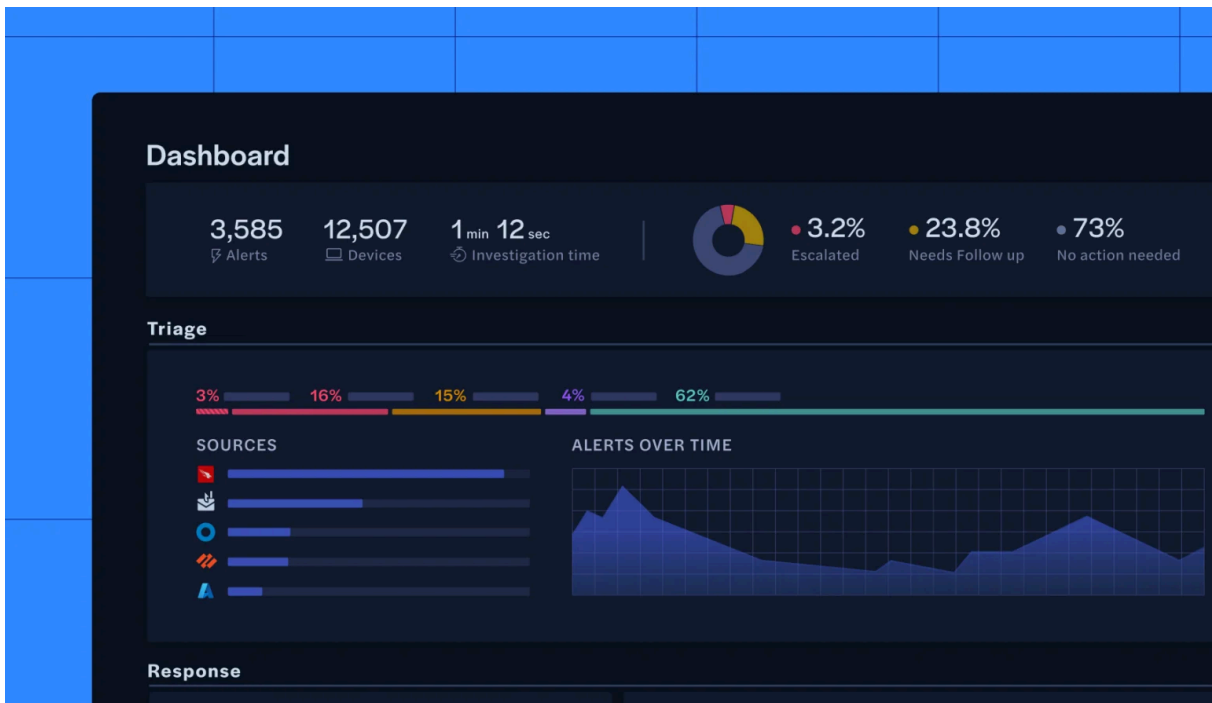 Dashboard
3,585 12,507 1 min 12 sec 3.2% 23.8% 73%
Alerts Devices Investigation time Escalated Needs Follow up No action needed
Triage
3% 16% 15% 4% 62%
SOURCES ALERTS OVER TIME
Response